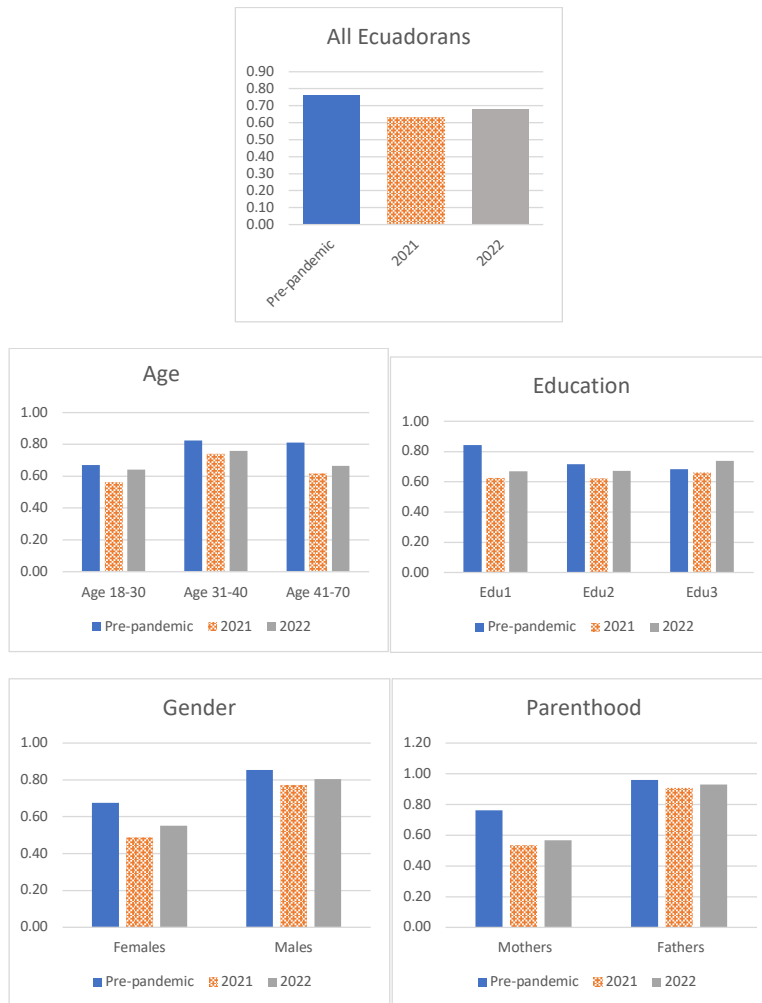 All Ecuadorans
0.90
0.80
0.70
0.60
0.50
0.40
0.30
0.20
0.10
0.00
Pre-pandemic 2021 2022
Age
1.00
0.80
0.60
0.40
0.20
0.00
Age 18-30 Age 31-40 Age 41-70
Pre-pandemic 2021 2022
Education
1.00
0.80
0.60
0.40
0.20
0.00
Edu1 Edu2 Edu3
Pre-pandemic 2021 2022
Gender
1.00
0.80
0.60
0.40
0.20
0.00
Females Males
Pre-pandemic 2021 2022
Parenthood
1.20
1.00
0.80
0.60
0.40
0.20
0.00
Mothers Fathers
Pre-pandemic 2021 2022